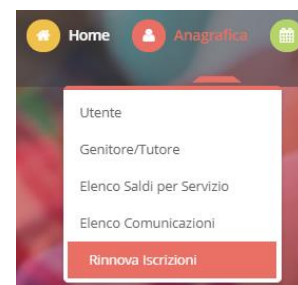 Home Anagrafica
Utente
Genitore/Tutore
Elenco Saldi per Servizio
Elenco Comunicazioni
Rinnova Iscrizioni